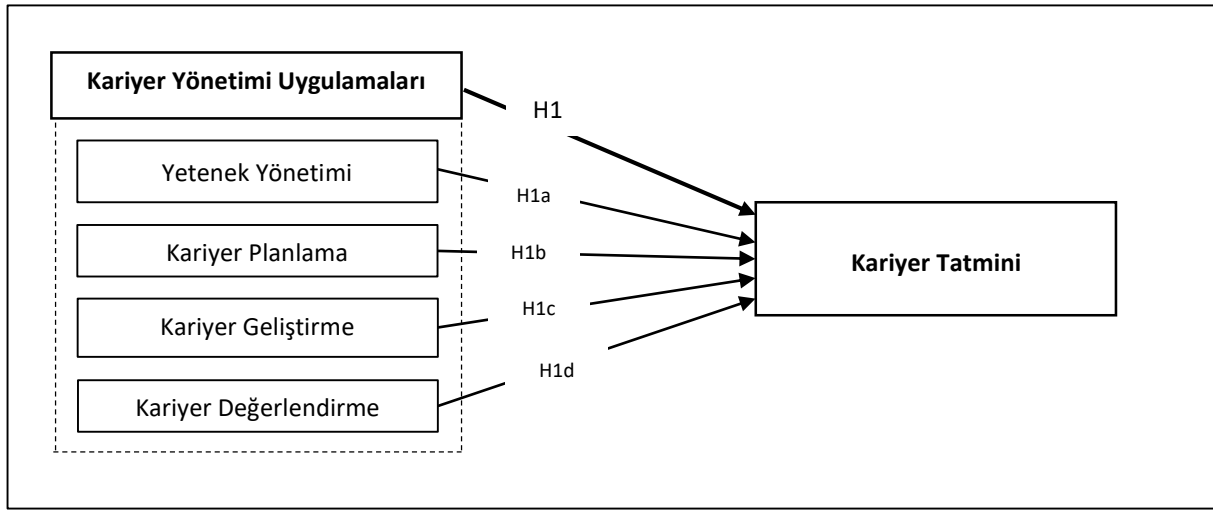 Kariyer Yönetimi Uygulamaları
H1
Yetenek Yönetimi
H1a
Kariyer Planlama
H1b
Kariyer Tatmini
Kariyer Geliştirme
H1c
H1d
Kariyer Değerlendirme